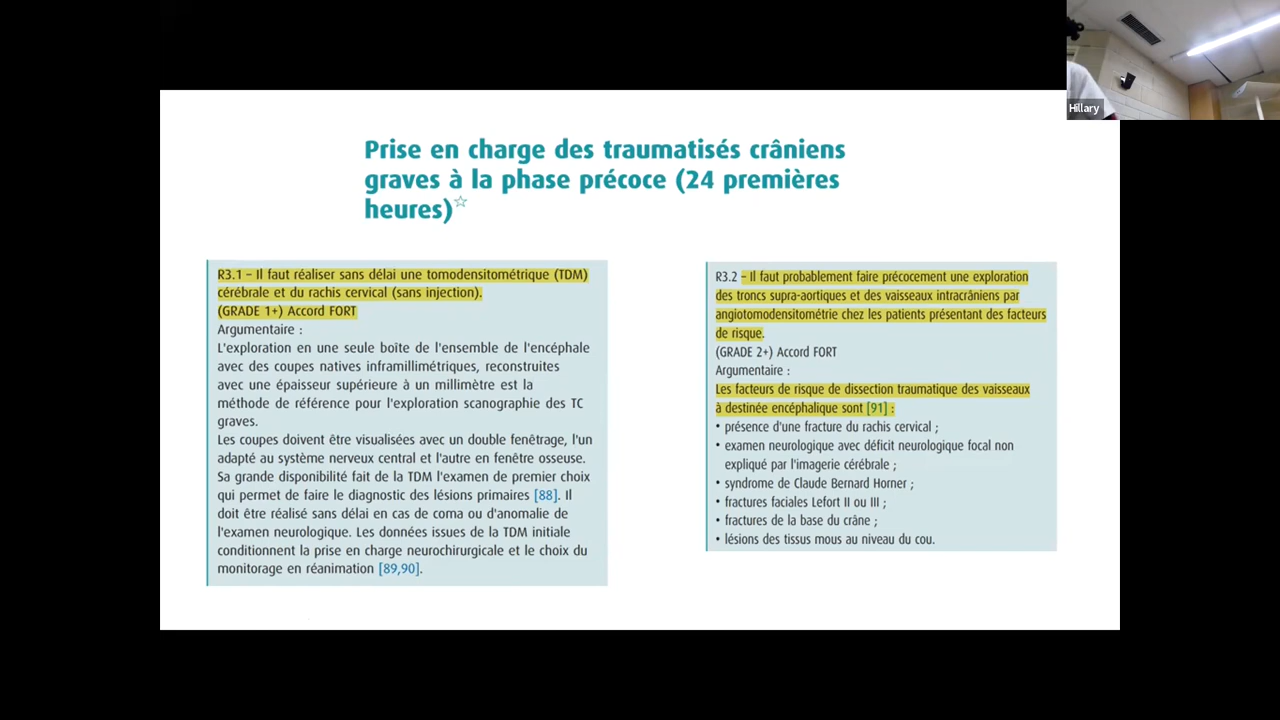 Hillary
Prise en charge des traumatisés crâniens
graves à la phase précoce (24 premières
heures)☆
R3.1 – Il faut réaliser sans délai une tomodensitométrique (TDM)
cérébrale et du rachis cervical (sans injection).
(GRADE 1+) Accord FORT
Argumentaire :
L'exploration en une seule boîte de l'ensemble de l'encéphale
avec des coupes natives inframillimétriques, reconstruites
avec une épaisseur supérieure à un millimètre est la
méthode de référence pour l'exploration scanographie des TC
graves.
Les coupes doivent être visualisées avec un double fenêtrage, l'un
adapté au système nerveux central et l'autre en fenêtre osseuse.
Sa grande disponibilité fait de la TDM l'examen de premier choix
qui permet de faire le diagnostic des lésions primaires [88]. Il
doit être réalisé sans délai en cas de coma ou d'anomalie de
l'examen neurologique. Les données issues de la TDM initiale
conditionnent la prise en charge neurochirurgicale et le choix du
monitorage en réanimation [89,90].
R3.2 – Il faut probablement faire précocement une exploration
des troncs supra-aortiques et des vaisseaux intracrâniens par
angiotomodensitométrie chez les patients présentant des facteurs
de risque.
(GRADE 2+) Accord FORT
Argumentaire :
Les facteurs de risque de dissection traumatique des vaisseaux
à destinée encéphalique sont [91] :
• présence d'une fracture du rachis cervical ;
• examen neurologique avec déficit neurologique focal non
expliqué par l'imagerie cérébrale ;
• syndrome de Claude Bernard Horner ;
• fractures faciales Lefort II ou III ;
• fractures de la base du crâne ;
• lésions des tissus mous au niveau du cou.